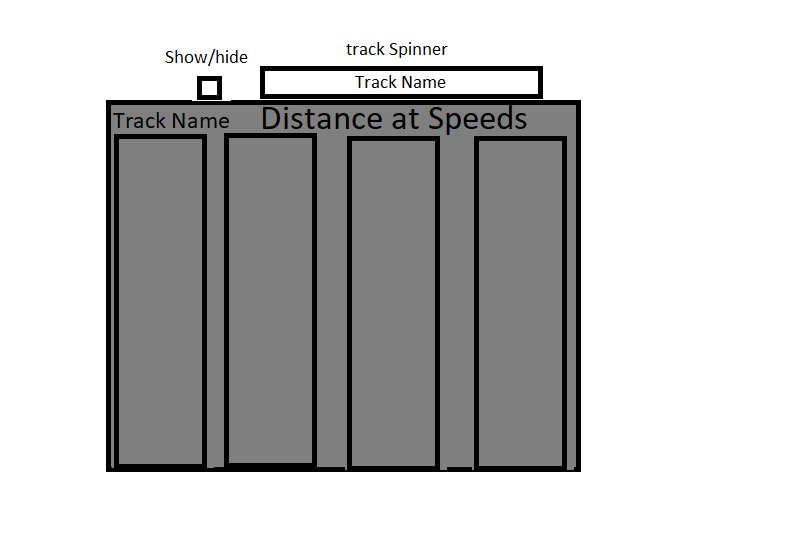 track Spinner
Show/hide
Track Name
Track Name
Distance at Speeds